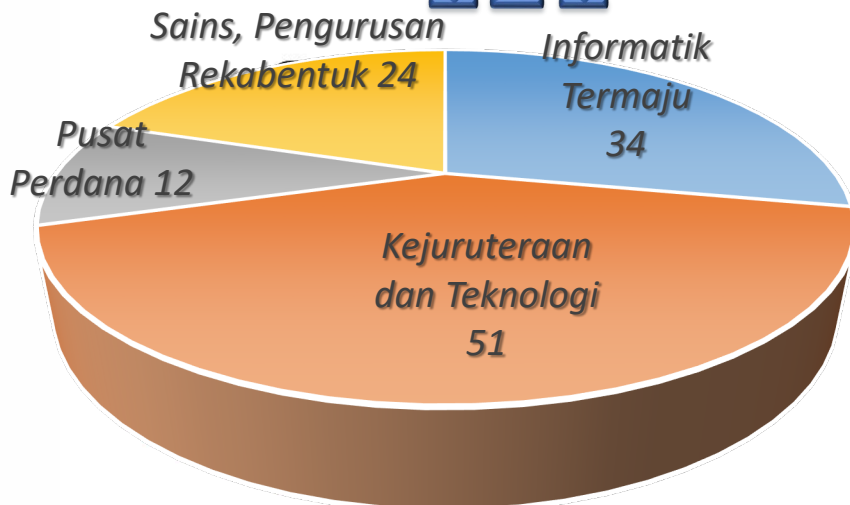 Sains, Pengurusan
Rekabentuk 24
Informatik
Termaju
34
Pusat
Perdana 12
Kejuruteraan
dan Teknologi
51